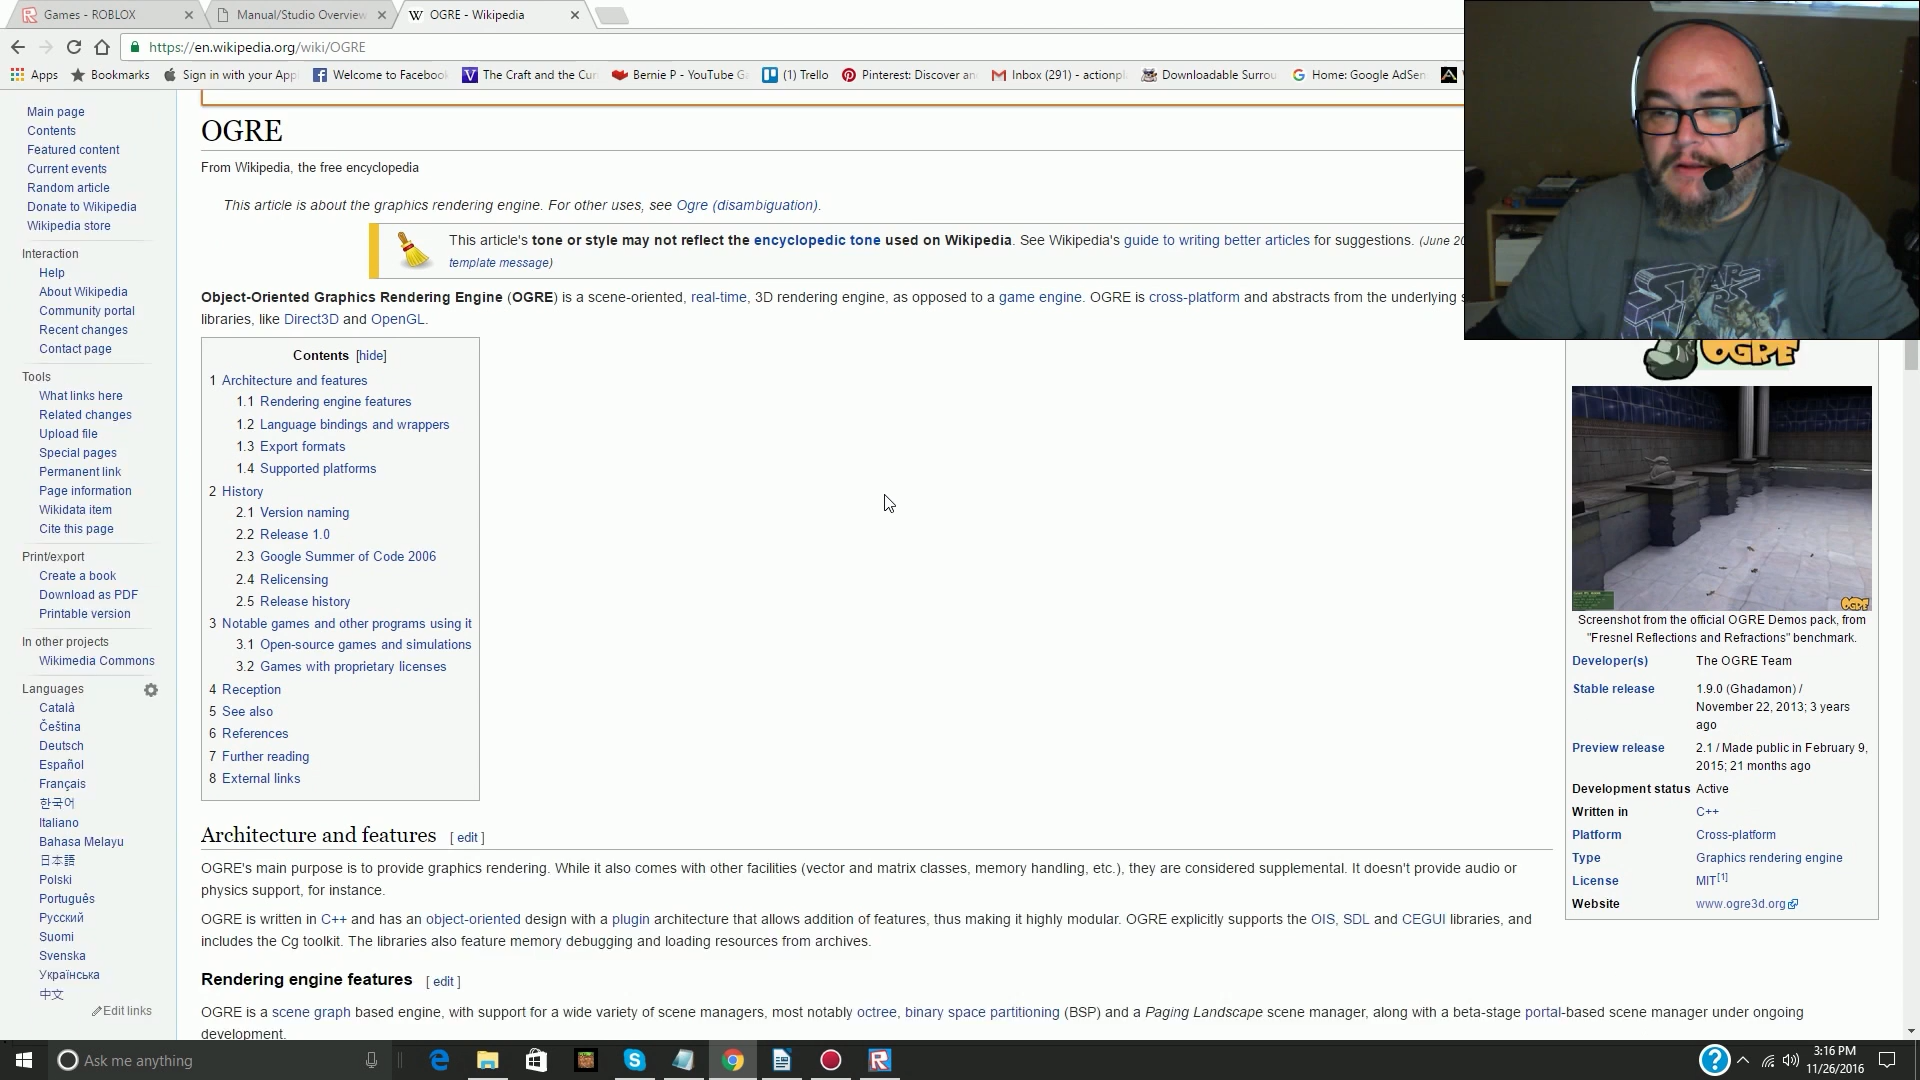 Games - ROBLOX
Manual/Studio Overview
OGRE - Wikipedia
https://en.wikipedia.org/wiki/OGRE
Apps Bookmarks Sign in with your Appl Welcome to Facebook The Craft and the Cur Bernie P - YouTube Ga (1) Trello Pinterest: Discover an Inbox (291) - actionpl Downloadable Surrou Home: Google AdSen
Main page
Contents
Featured content
Current events
Random article
Donate to Wikipedia
Wikipedia store
Interaction
Help
About Wikipedia
Community portal
Recent changes
Contact page
Tools
What links here
Related changes
Upload file
Special pages
Permanent link
Page information
Wikidata item
Cite this page
Print/export
Create a book
Download as PDF
Printable version
In other projects
Wikimedia Commons
Languages
Català
Čeština
Deutsch
Español
Français
한국어
Italiano
Bahasa Melayu
日本語
Polski
Português
Русский
Suomi
Svenska
Українська
中文
Edit links
OGRE
From Wikipedia, the free encyclopedia
This article is about the graphics rendering engine. For other uses, see Ogre (disambiguation).
This article's tone or style may not reflect the encyclopedic tone used on Wikipedia. See Wikipedia's guide to writing better articles for suggestions. (June 20
template message)
Object-Oriented Graphics Rendering Engine (OGRE) is a scene-oriented, real-time, 3D rendering engine, as opposed to a game engine. OGRE is cross-platform and abstracts from the underlying s
libraries, like Direct3D and OpenGL.
Contents [hide]
1 Architecture and features
1.1 Rendering engine features
1.2 Language bindings and wrappers
1.3 Export formats
1.4 Supported platforms
2 History
2.1 Version naming
2.2 Release 1.0
2.3 Google Summer of Code 2006
2.4 Relicensing
2.5 Release history
3 Notable games and other programs using it
3.1 Open-source games and simulations
3.2 Games with proprietary licenses
4 Reception
5 See also
6 References
7 Further reading
8 External links
Architecture and features [ edit ]
OGRE's main purpose is to provide graphics rendering. While it also comes with other facilities (vector and matrix classes, memory handling, etc.), they are considered supplemental. It doesn't provide audio or
physics support, for instance.
OGRE is written in C++ and has an object-oriented design with a plugin architecture that allows addition of features, thus making it highly modular. OGRE explicitly supports the OIS, SDL and CEGUI libraries, and
includes the Cg toolkit. The libraries also feature memory debugging and loading resources from archives.
Rendering engine features [ edit ]
OGRE is a scene graph based engine, with support for a wide variety of scene managers, most notably octree, binary space partitioning (BSP) and a Paging Landscape scene manager, along with a beta-stage portal-based scene manager under ongoing
development.
STAR
WARS
OGRE
OGRE
Screenshot from the official OGRE Demos pack, from
"Fresnel Reflections and Refractions" benchmark.
Developer(s) The OGRE Team
Stable release 1.9.0 (Ghadamon) /
November 22, 2013; 3 years
ago
Preview release 2.1 / Made public in February 9,
2015; 21 months ago
Development status Active
Written in C++
Platform Cross-platform
Type Graphics rendering engine
License MIT[1]
Website www.ogre3d.org
Ask me anything
3:16 PM
11/26/2016